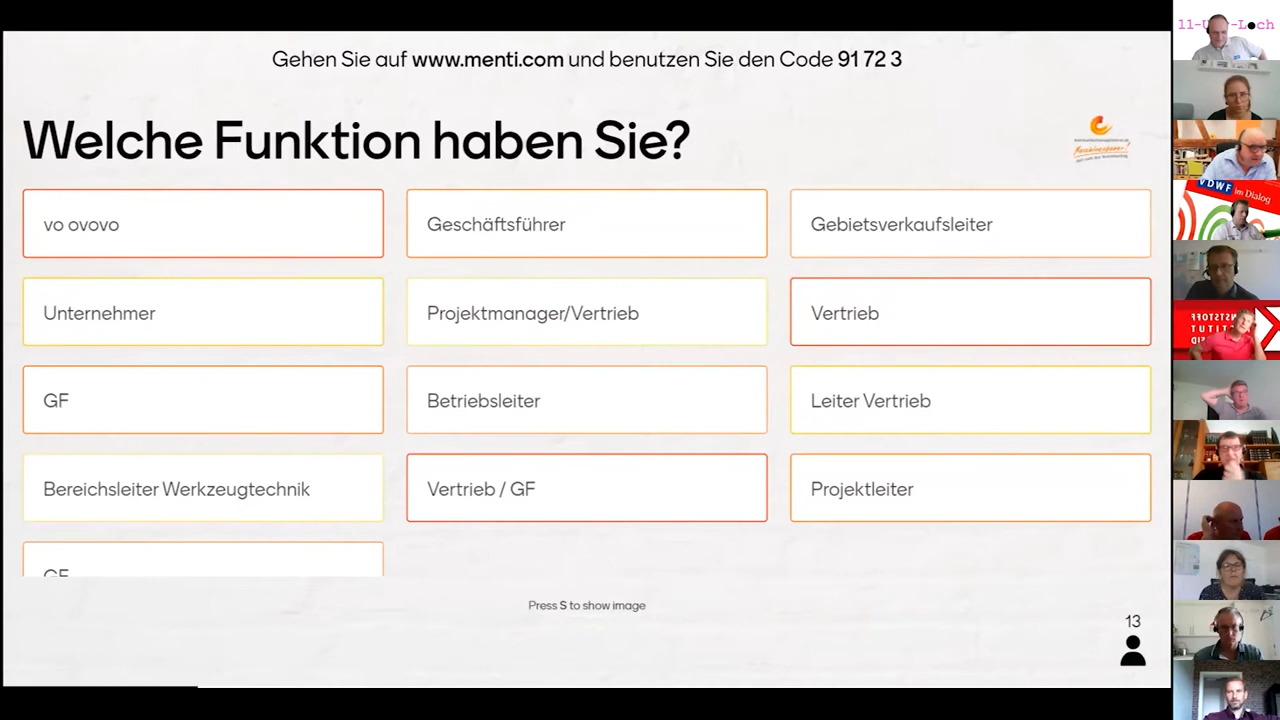 Gehen Sie auf www.menti.com und benutzen Sie den Code 91 72 3
Welche Funktion haben Sie?
vo ovovo
Geschäftsführer
Gebietsverkaufsleiter
Unternehmer
Projektmanager/Vertrieb
Vertrieb
GF
Betriebsleiter
Leiter Vertrieb
Bereichsleiter Werkzeugtechnik
Vertrieb / GF
Projektleiter
GF
Press S to show image
13
VDWF im Dialog